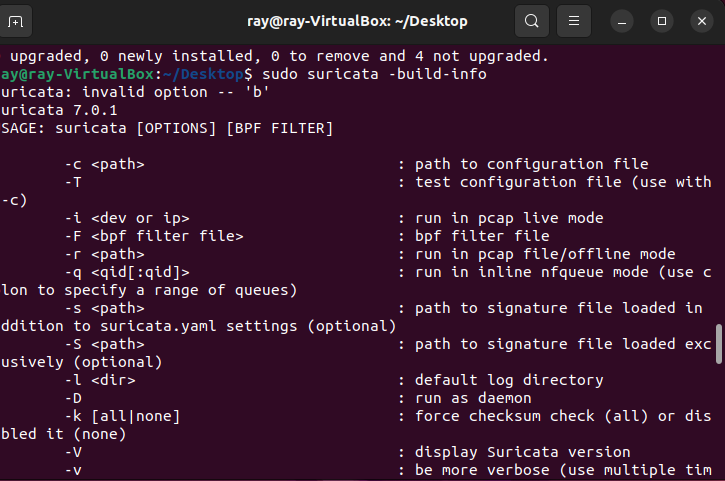 ray@ray-VirtualBox: ~/Desktop
upgraded, 0 newly installed, 0 to remove and 4 not upgraded.
ay@ray-VirtualBox:~/Desktop$ sudo suricata -build-info
uricata: invalid option -- 'b'
uricata 7.0.1
SAGE: suricata [OPTIONS] [BPF FILTER]
-c <path> : path to configuration file
-T : test configuration file (use with
-c)
-i <dev or ip> : run in pcap live mode
-F <bpf filter file> : bpf filter file
-r <path> : run in pcap file/offline mode
-q <qid[:qid]> : run in inline nfqueue mode (use c
lon to specify a range of queues)
-s <path> : path to signature file loaded in
ddition to suricata.yaml settings (optional)
-S <path> : path to signature file loaded exc
usively (optional)
-l <dir> : default log directory
-D : run as daemon
-k [all|none] : force checksum check (all) or dis
bled it (none)
-V : display Suricata version
-v : be more verbose (use multiple tim